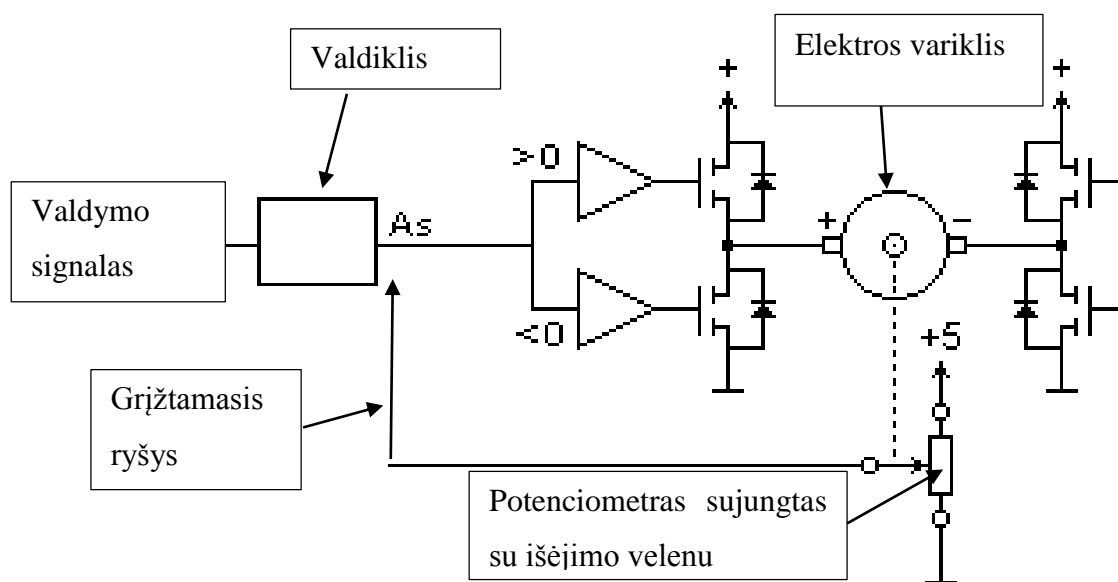 Valdiklis
Elektros variklis
+
+
>0
Valdymo
signalas
As
+
-
<0
+5
Grįžtamasis
ryšys
Potenciometras sujungtas
su išėjimo velenu